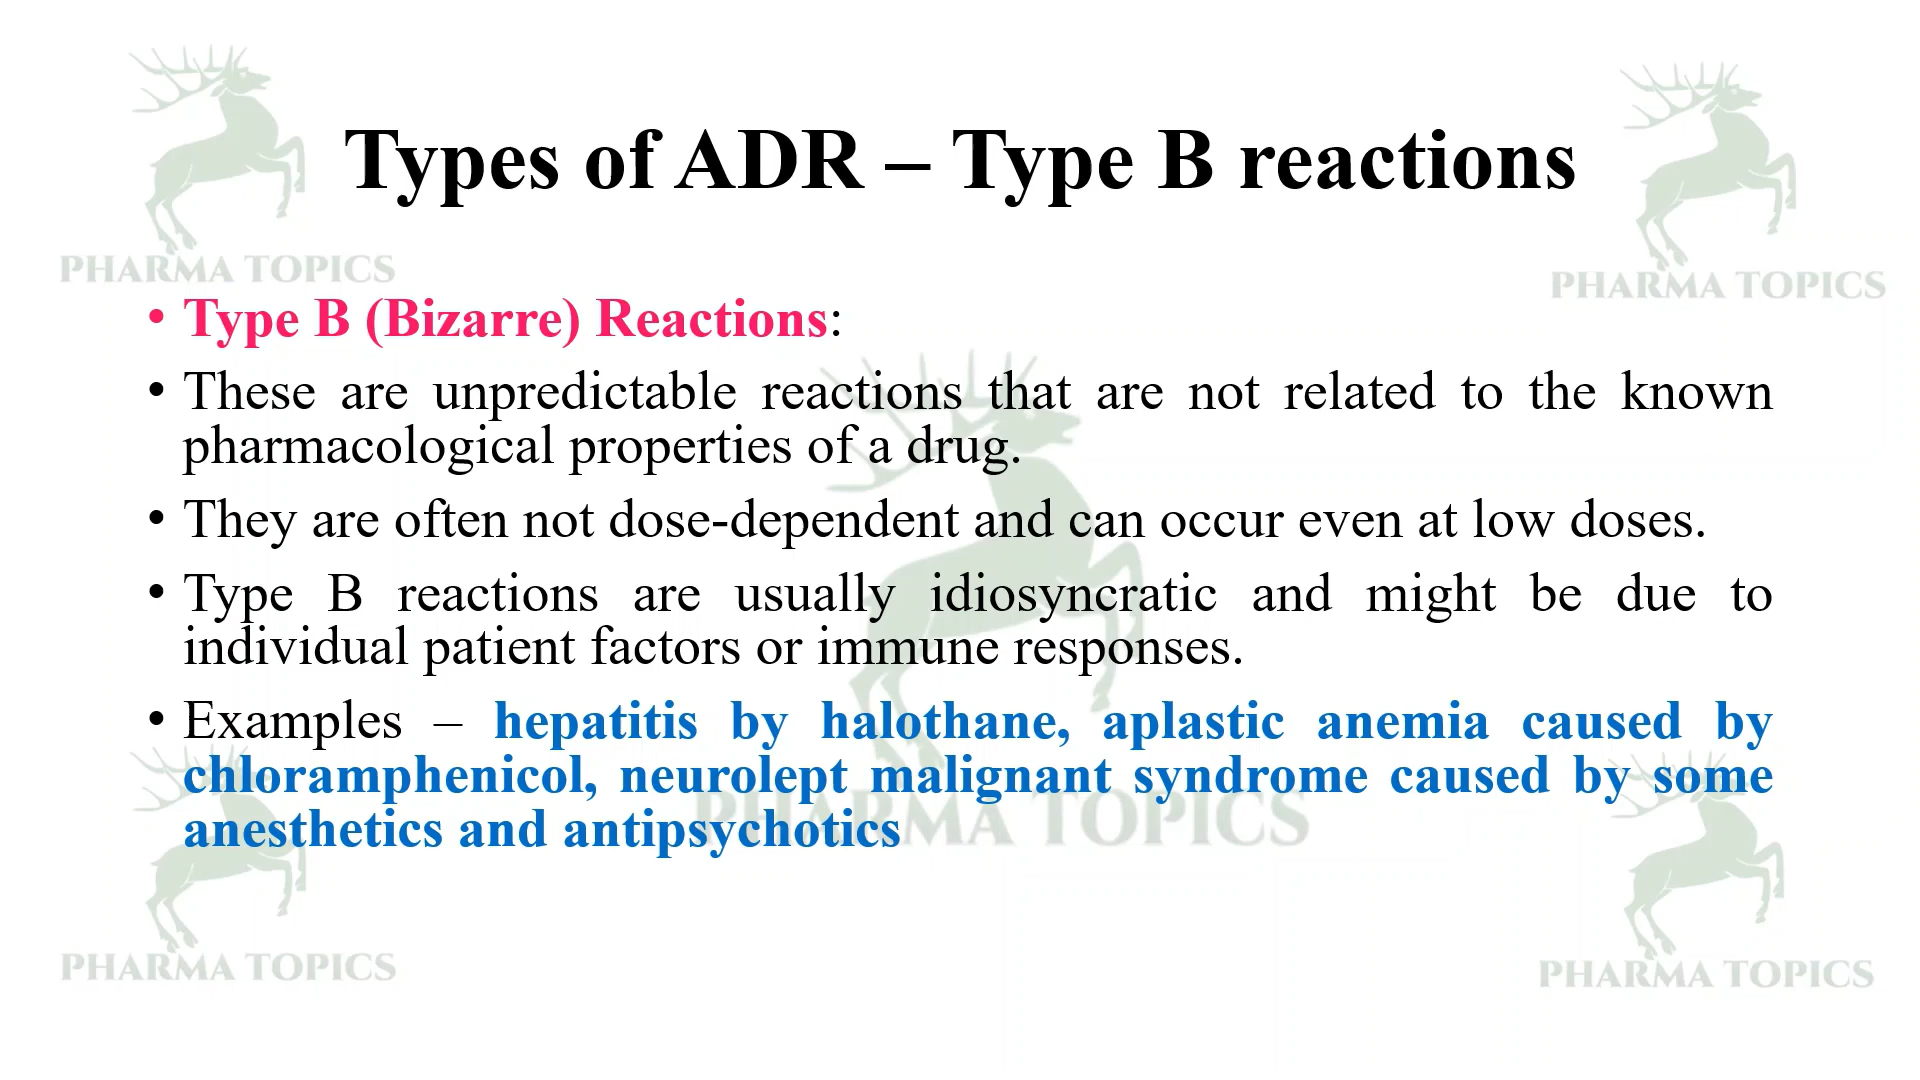 Types of ADR – Type B reactions
PHARMA TOPICS
PHARMA TOPICS
• Type B (Bizarre) Reactions:
• These are unpredictable reactions that are not related to the known
pharmacological properties of a drug.
• They are often not dose-dependent and can occur even at low doses.
• Type B reactions are usually idiosyncratic and might be due to
individual patient factors or immune responses.
• Examples – hepatitis by halothane, aplastic anemia caused by
chloramphenicol, neurolept malignant syndrome caused by some
anesthetics and antipsychotics
PHARMA TOPICS
PHARMA TOPICS
PHARMA TOPICS